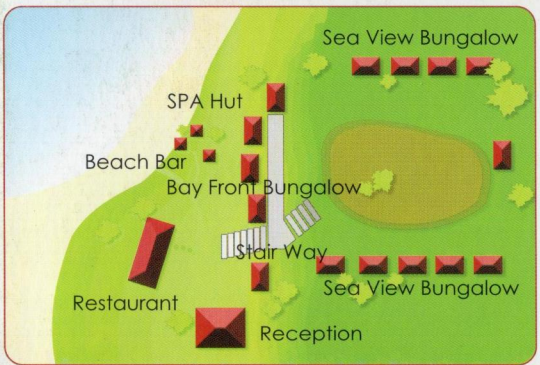 Sea View Bungalow
SPA Hut
Beach Bar
Bay Front Bungalow
Stair Way
Sea View Bungalow
Restaurant
Reception